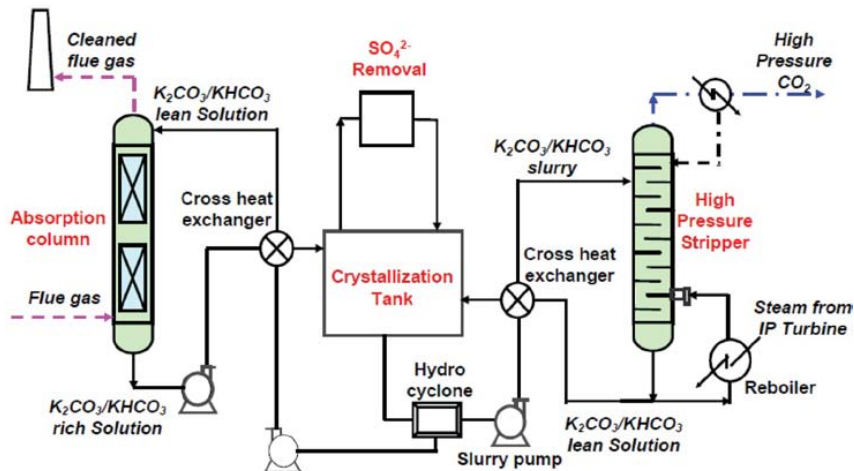 Cleaned
flue gas
K₂CO₃/KHCO₃
lean Solution
Absorption
column
Flue gas
K₂CO₃/KHCO₃
rich Solution
Cross heat
exchanger
SO₄²⁻
Removal
Crystallization
Tank
Hydro
cyclone
Slurry pump
K₂CO₃/KHCO₃
slurry
Cross heat
exchanger
High
Pressure
CO₂
High
Pressure
Stripper
Steam from
IP Turbine
Reboiler
K₂CO₃/KHCO₃
lean Solution